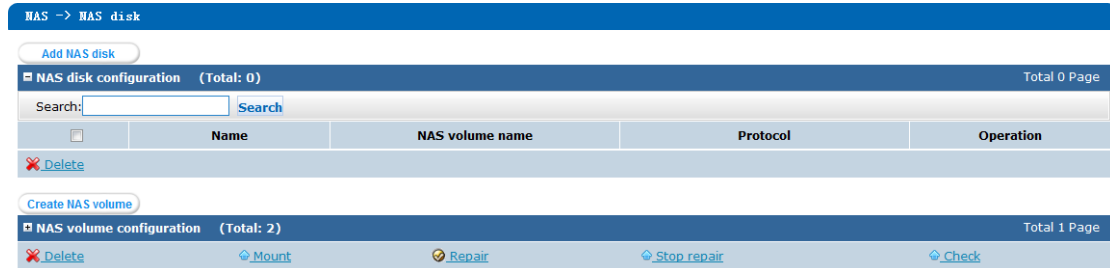 NAS -> NAS disk
Add NAS disk
NAS disk configuration (Total: 0) Total 0 Page
Search: Search
Name NAS volume name Protocol Operation
Delete
Create NAS volume
NAS volume configuration (Total: 2) Total 1 Page
Delete Mount Repair Stop repair Check